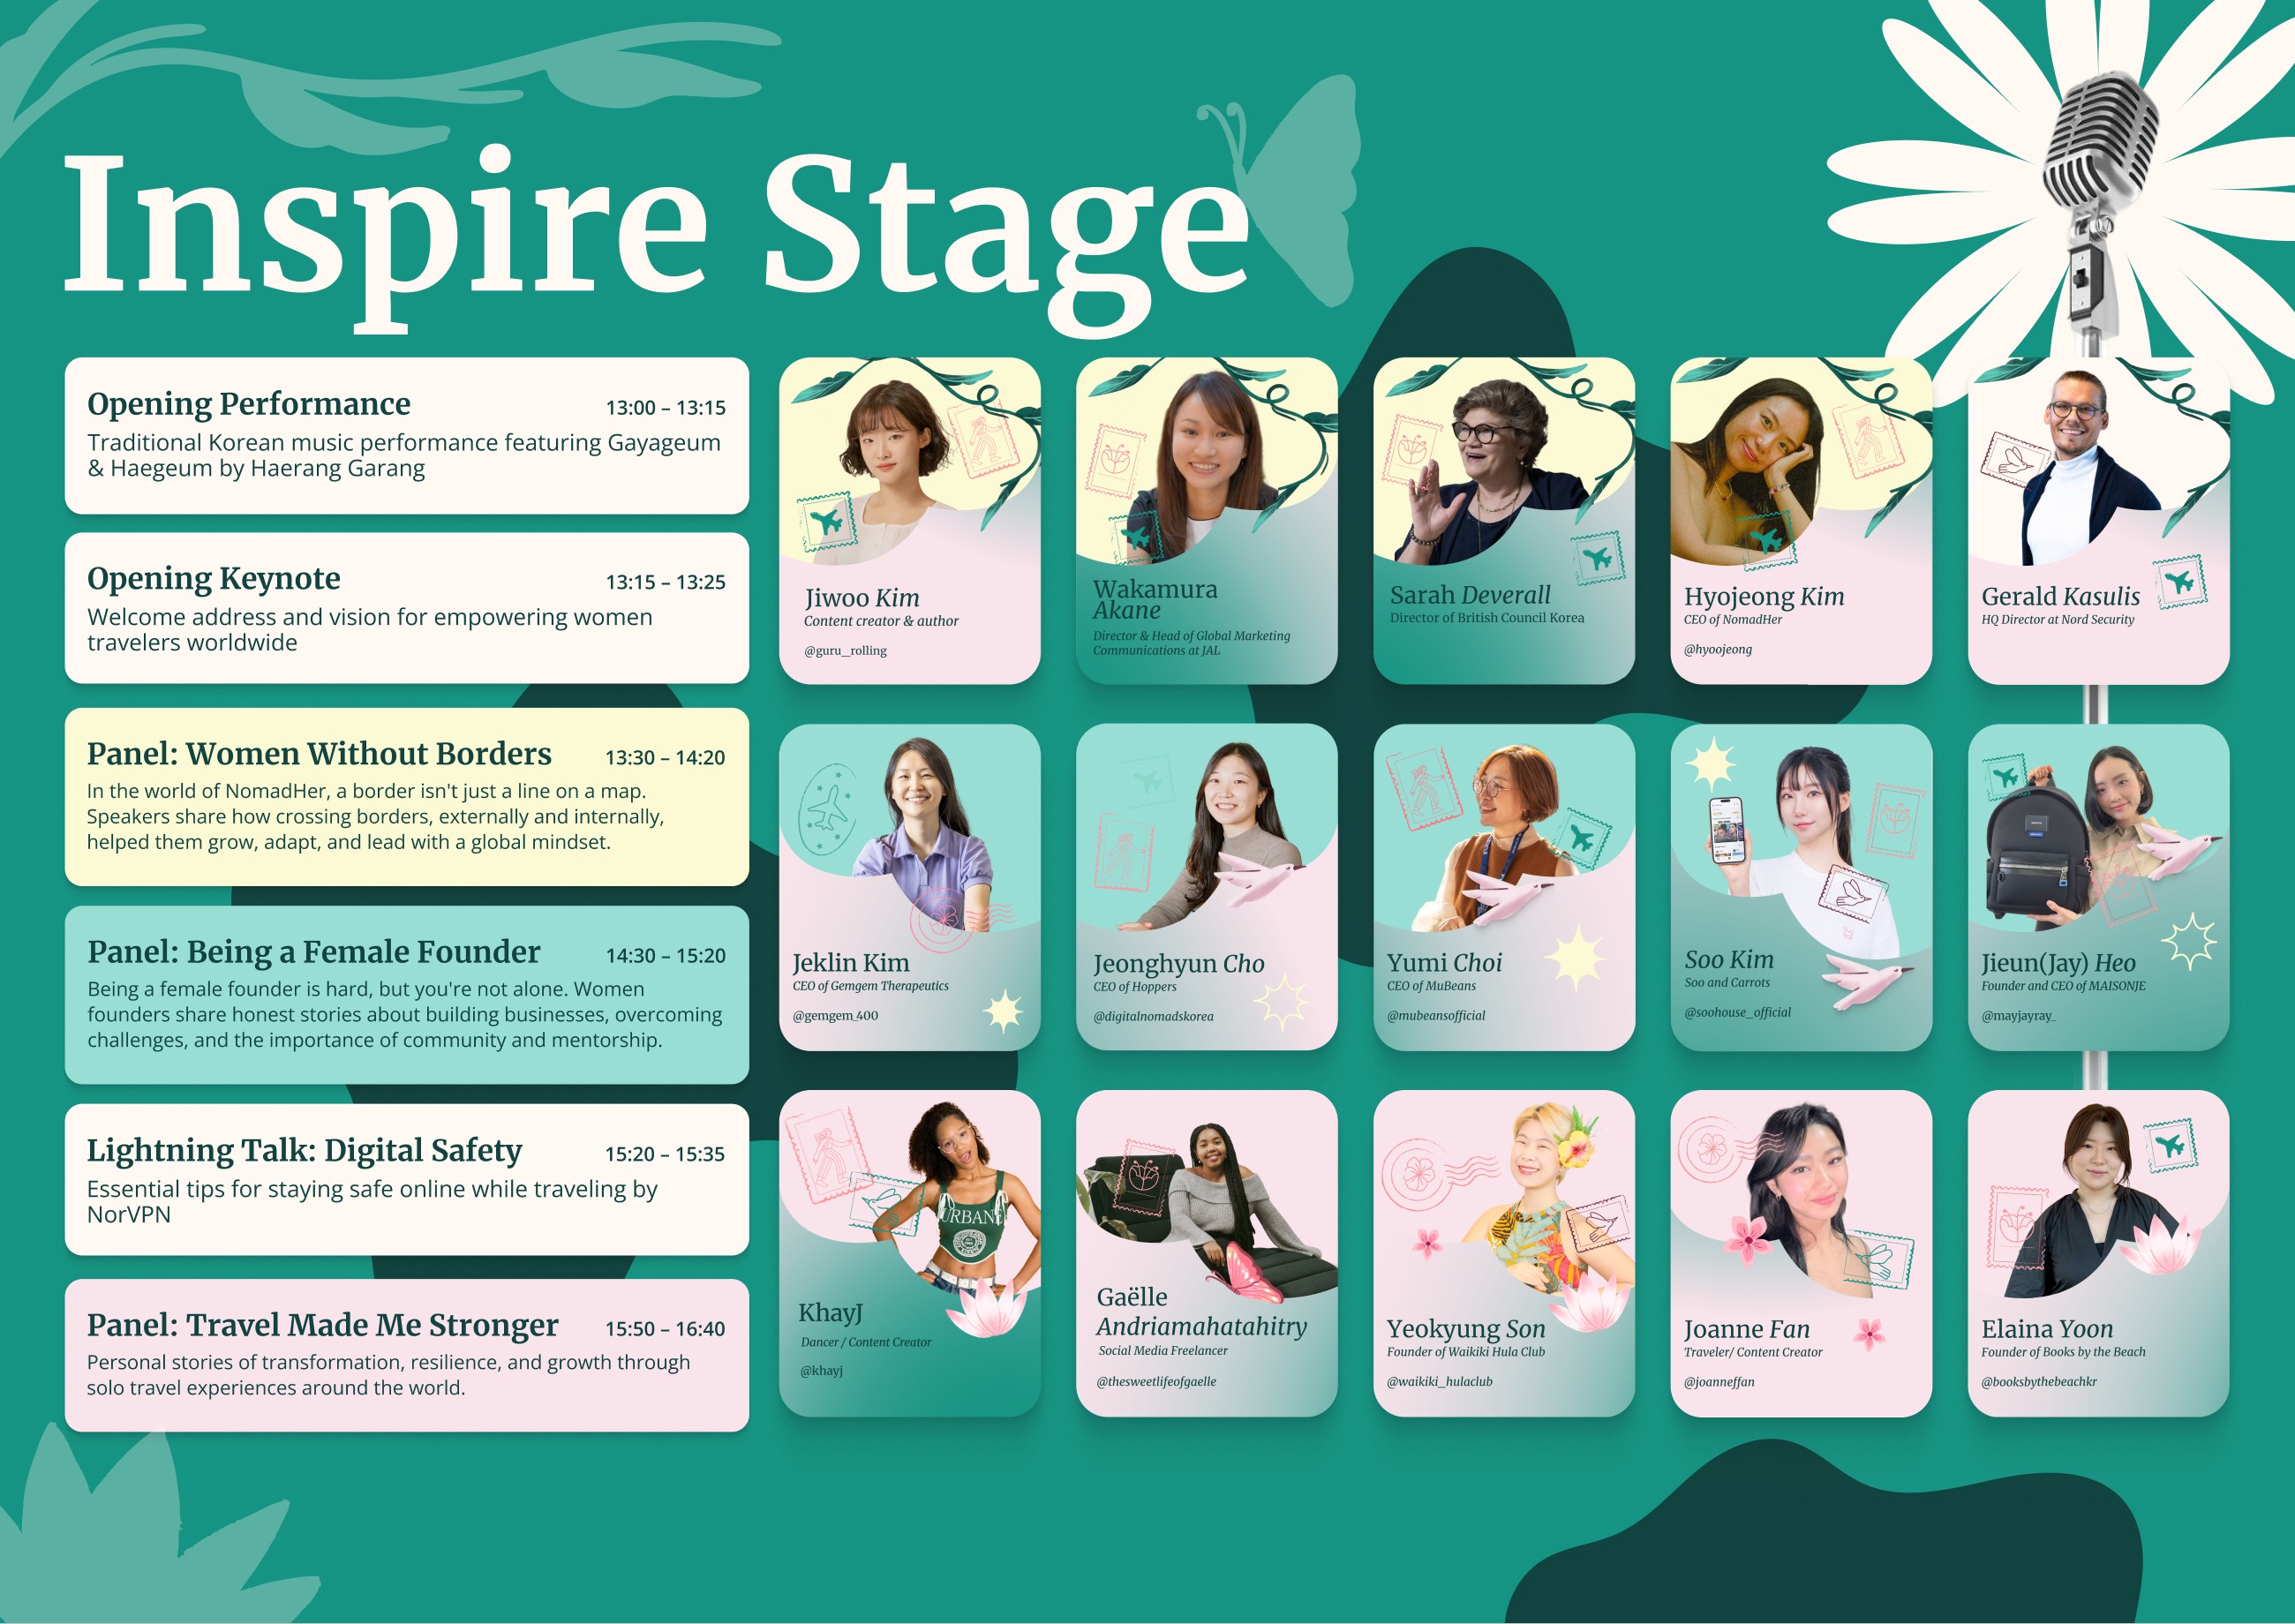 Inspire Stage
Opening Performance
13:00 – 13:15
Traditional Korean music performance featuring Gayageum
& Haegeum by Haerang Garang
Opening Keynote
13:15 – 13:25
Welcome address and vision for empowering women
travelers worldwide
Panel: Women Without Borders
13:30 – 14:20
In the world of NomadHer, a border isn't just a line on a map.
Speakers share how crossing borders, externally and internally,
helped them grow, adapt, and lead with a global mindset.
Panel: Being a Female Founder
14:30 – 15:20
Being a female founder is hard, but you're not alone. Women
founders share honest stories about building businesses, overcoming
challenges, and the importance of community and mentorship.
Lightning Talk: Digital Safety
15:20 – 15:35
Essential tips for staying safe online while traveling by
NorVPN
Panel: Travel Made Me Stronger
15:50 – 16:40
Personal stories of transformation, resilience, and growth through
solo travel experiences around the world.
Jiwoo Kim
Content creator & author
@guru_rolling
Wakamura
Akane
Director & Head of Global Marketing
Communications at JAL
Sarah Deverall
Director of British Council Korea
Hyojeong Kim
CEO of NomadHer
@hyoojeong
Gerald Kasulis
HQ Director at Nord Security
Jeklin Kim
CEO of Gemgem Therapeutics
@gemgem_400
Jeonghyun Cho
CEO of Hoppers
@digitalnomadskorea
Yumi Choi
CEO of MuBeans
@mubeansofficial
Soo Kim
Soo and Carrots
@soohouse_official
Jieun(Jay) Heo
Founder and CEO of MAISONJE
@mayjayray_
URBANE
KhayJ
Dancer / Content Creator
@khayj
Gaëlle
Andriamahatahitry
Social Media Freelancer
@thesweetlifeofgaelle
Yeokyung Son
Founder of Waikiki Hula Club
@waikiki_hulaclub
Joanne Fan
Traveler/ Content Creator
@joanneffan
Elaina Yoon
Founder of Books by the Beach
@booksbythebeachkr